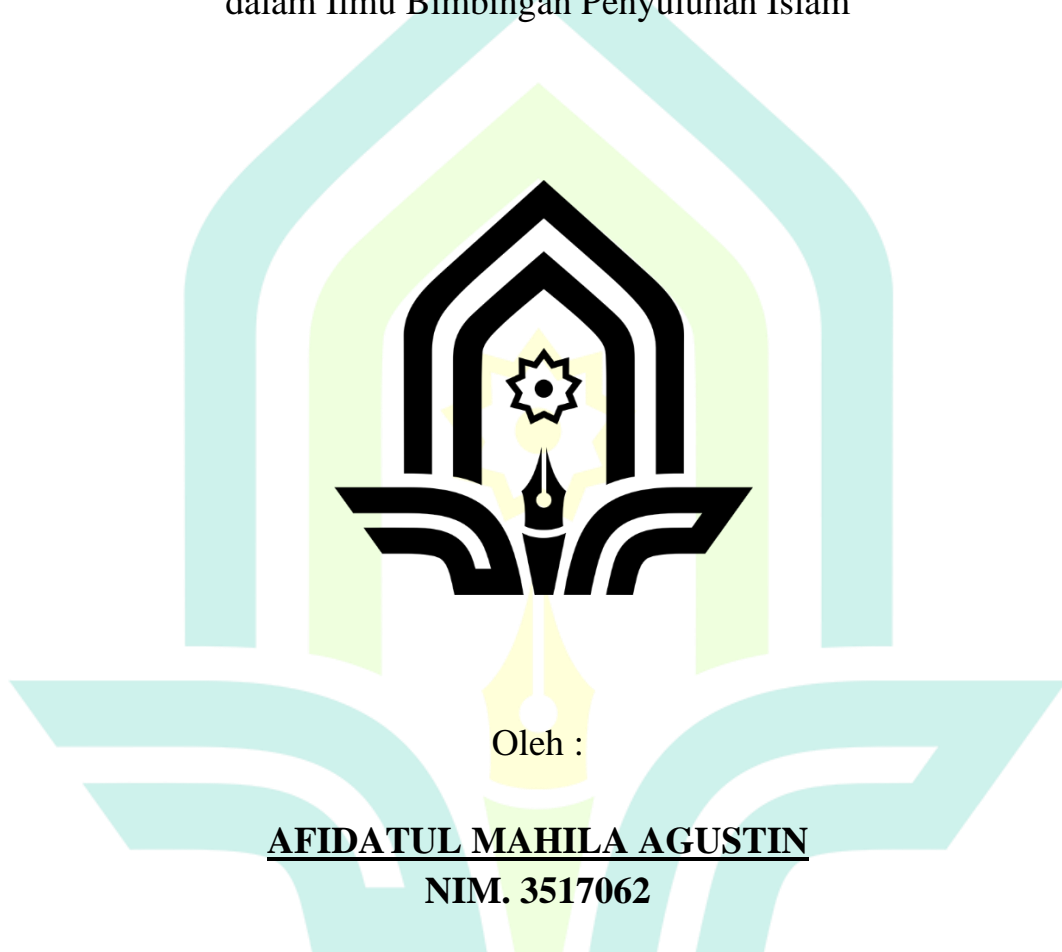 dalam Ilmu Bimbingan Penyuluhan Islam
Oleh :
AFIDATUL MAHILA AGUSTIN
NIM. 3517062